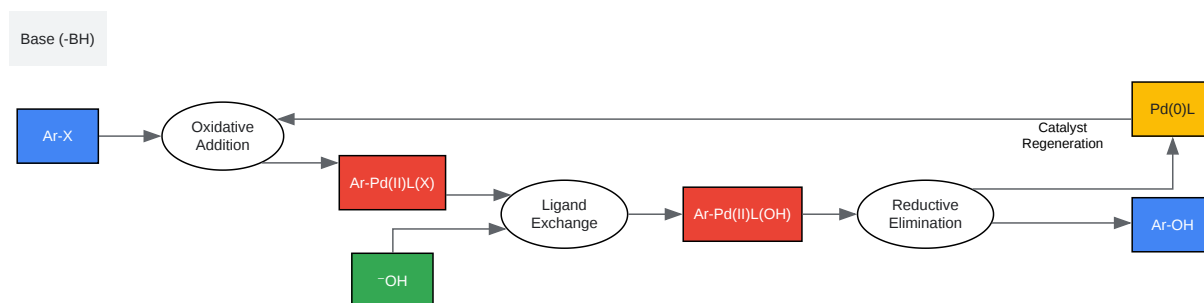 Base (-BH)
Ar-X
Oxidative
Addition
Ar-Pd(II)L(X)
⁻OH
Ligand
Exchange
Ar-Pd(II)L(OH)
Reductive
Elimination
Catalyst
Regeneration
Pd(0)L
Ar-OH